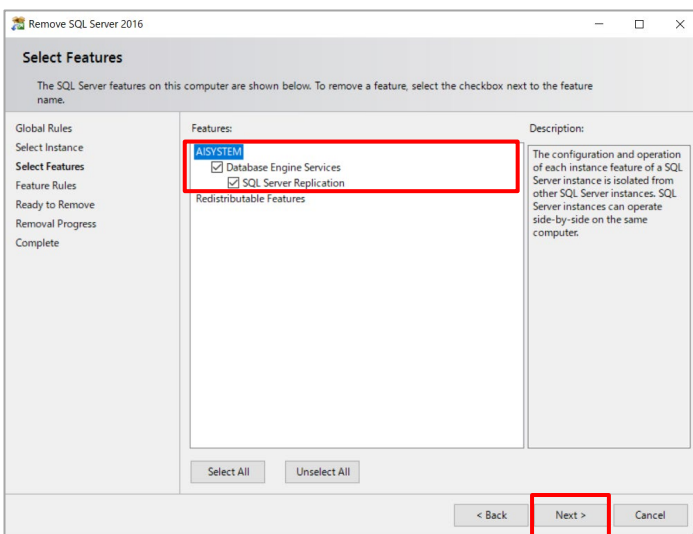 Remove SQL Server 2016
Select Features
The SQL Server features on this computer are shown below. To remove a feature, select the checkbox next to the feature
name.
Global Rules
Select Instance
Select Features
Feature Rules
Ready to Remove
Removal Progress
Complete
Features:
AISYSTEM
Database Engine Services
SQL Server Replication
Redistributable Features
Description:
The configuration and operation
of each instance feature of a SQL
Server instance is isolated from
other SQL Server instances. SQL
Server instances can operate
side-by-side on the same
computer.
Select All
Unselect All
< Back
Next >
Cancel